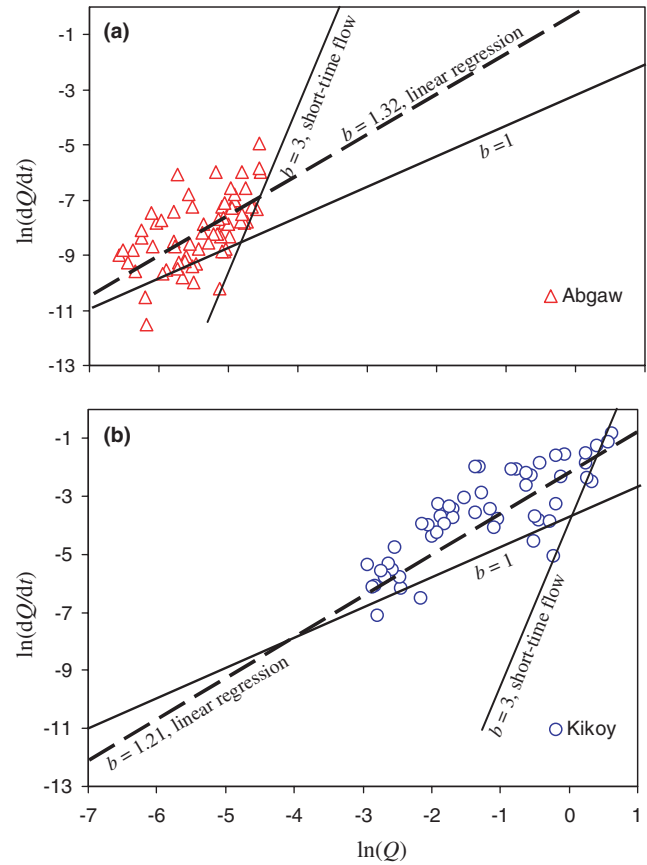 (a)
-1
-3
-5
-7
-9
-11
-13
ln(dQ/dt)
b = 3, short-time flow
b = 1.32, linear regression
b =1
Abgaw
(b)
-1
-3
-5
-7
-9
-11
-13
ln(dQ/dt)
b = 1
b = 1.21, linear regression
b = 3, short-time flow
Kikoy
-7 -6 -5 -4 -3 -2 -1 0 1
ln(Q)